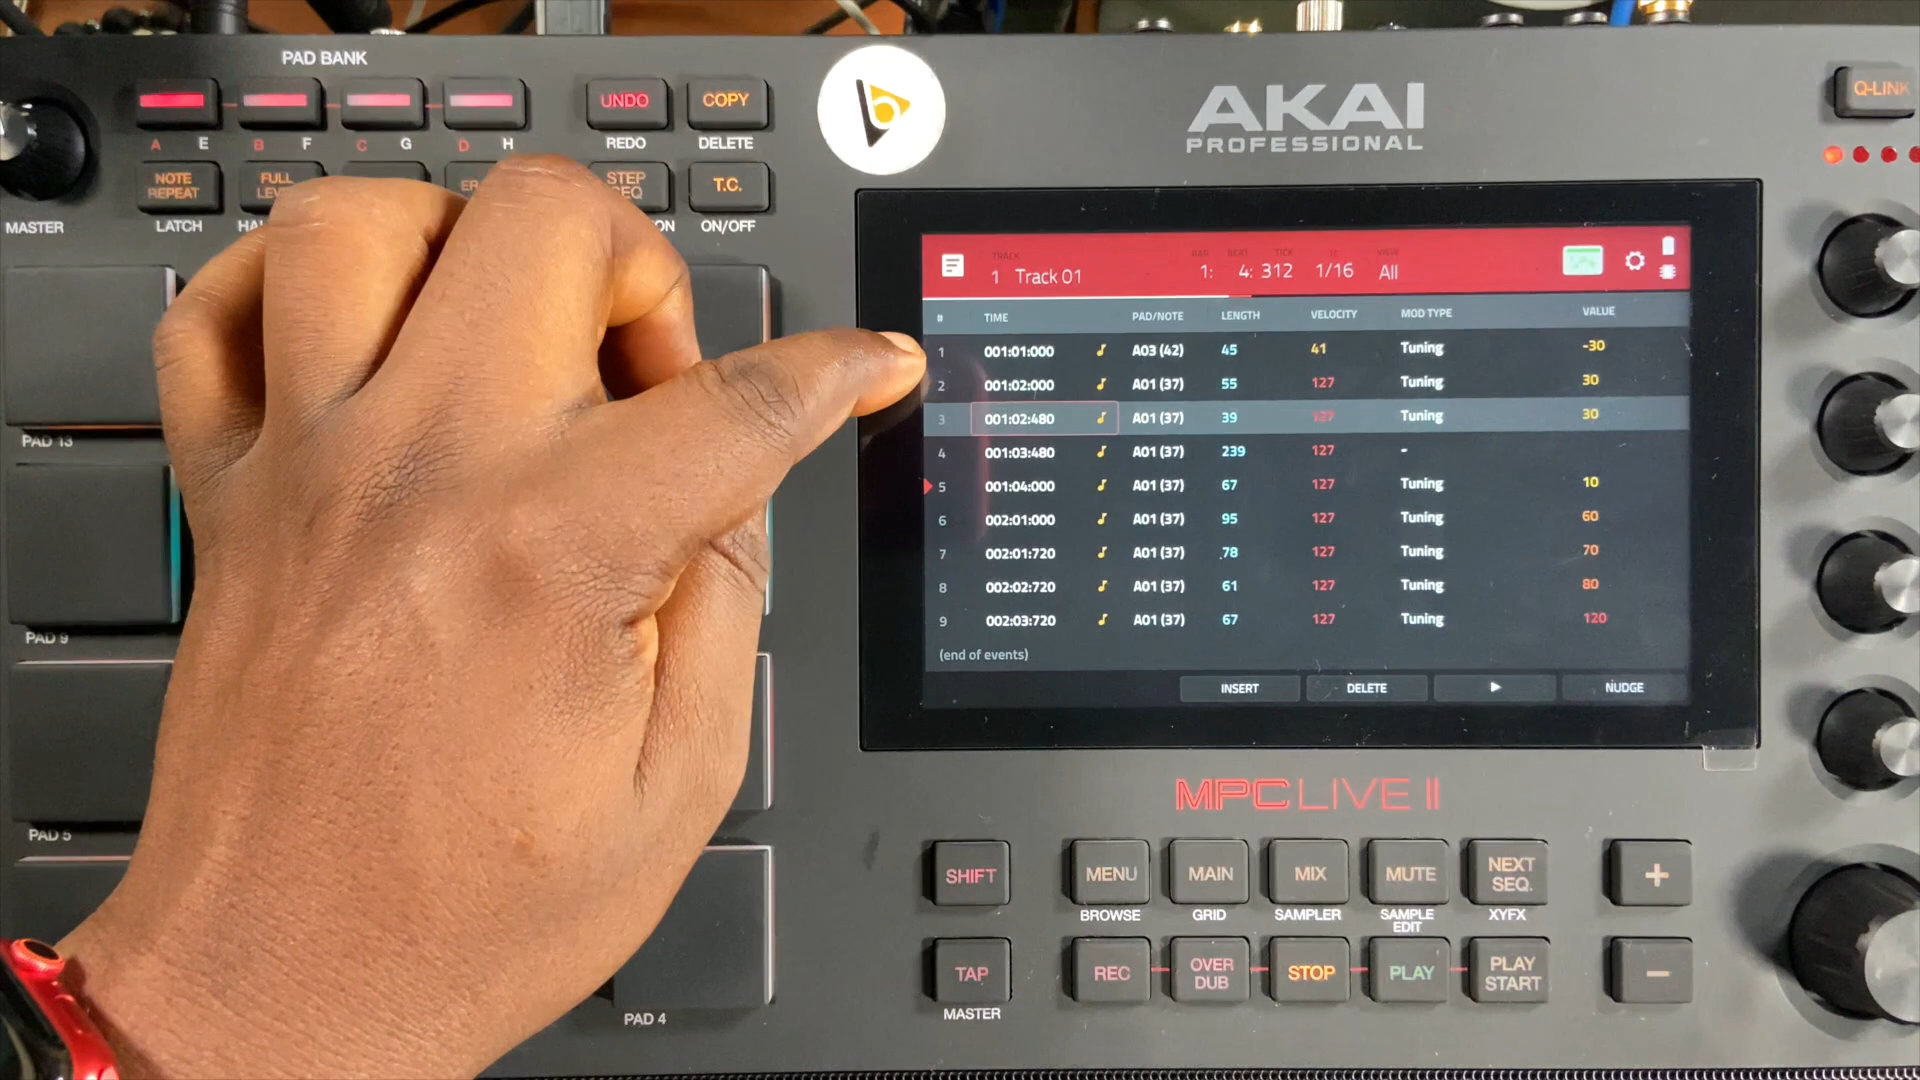 PAD BANK
A E B F C G D H
UNDO
REDO
COPY
DELETE
NOTE REPEAT
LATCH
FULL
STEP
T.C.
ON/OFF
MASTER
PAD 13
PAD 9
PAD 5
PAD 4
b
AKAI
PROFESSIONAL
Q-LINK
TRACK BAR BEAT TICK VIEW
1 Track 01 1: 4: 312 1/16 All
# TIME PAD/NOTE LENGTH VELOCITY MOD TYPE VALUE
1 001:01:000 A03 (42) 45 41 Tuning -30
2 001:02:000 A01 (37) 55 127 Tuning 30
3 001:02:480 A01 (37) 39 127 Tuning 30
4 001:03:480 A01 (37) 239 127 -
5 001:04:000 A01 (37) 67 127 Tuning 10
6 002:01:000 A01 (37) 95 127 Tuning 60
7 002:01:720 A01 (37) 78 127 Tuning 70
8 002:02:720 A01 (37) 61 127 Tuning 80
9 002:03:720 A01 (37) 67 127 Tuning 120
(end of events)
INSERT DELETE NUDGE
MPC LIVE II
SHIFT MENU MAIN MIX MUTE NEXT SEQ. +
BROWSE GRID SAMPLER SAMPLE EDIT XYFX
TAP REC OVER DUB STOP PLAY PLAY START −
MASTER